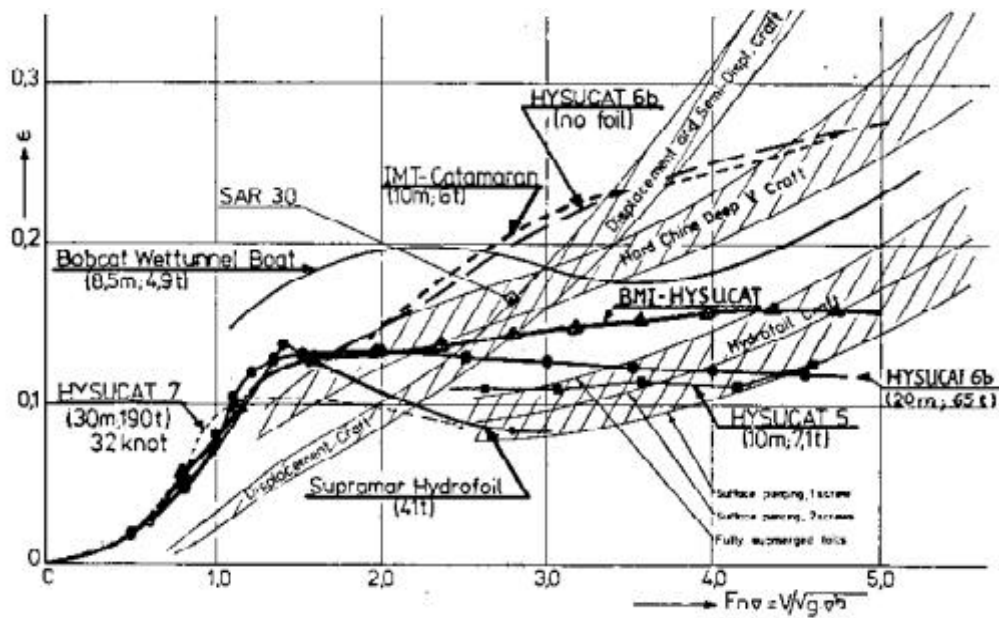 0,3
ε
0,2
0,1
0
HYSUCAT 6b
(no foil)
IMT-Catamaran
(10m; 6t)
SAR 30
Bobcat Wettunnel Boat
(8,5m; 4,9t)
Displacement and Semi-Displ. Craft
Hard Chine Deep V Craft
BMI-HYSUCAT
Hydrofoil Craft
HYSUCAT 7
(30m;190t)
32 knot
HYSUCAT 6b
(20m; 65t)
HYSUCAT 5
(10m; 7,1t)
Displacement Craft
Supramar Hydrofoil
(41t)
Surface piercing, 1 screw
Surface piercing, 2 screws
Fully submerged foils
0 1,0 2,0 3,0 4,0 5,0